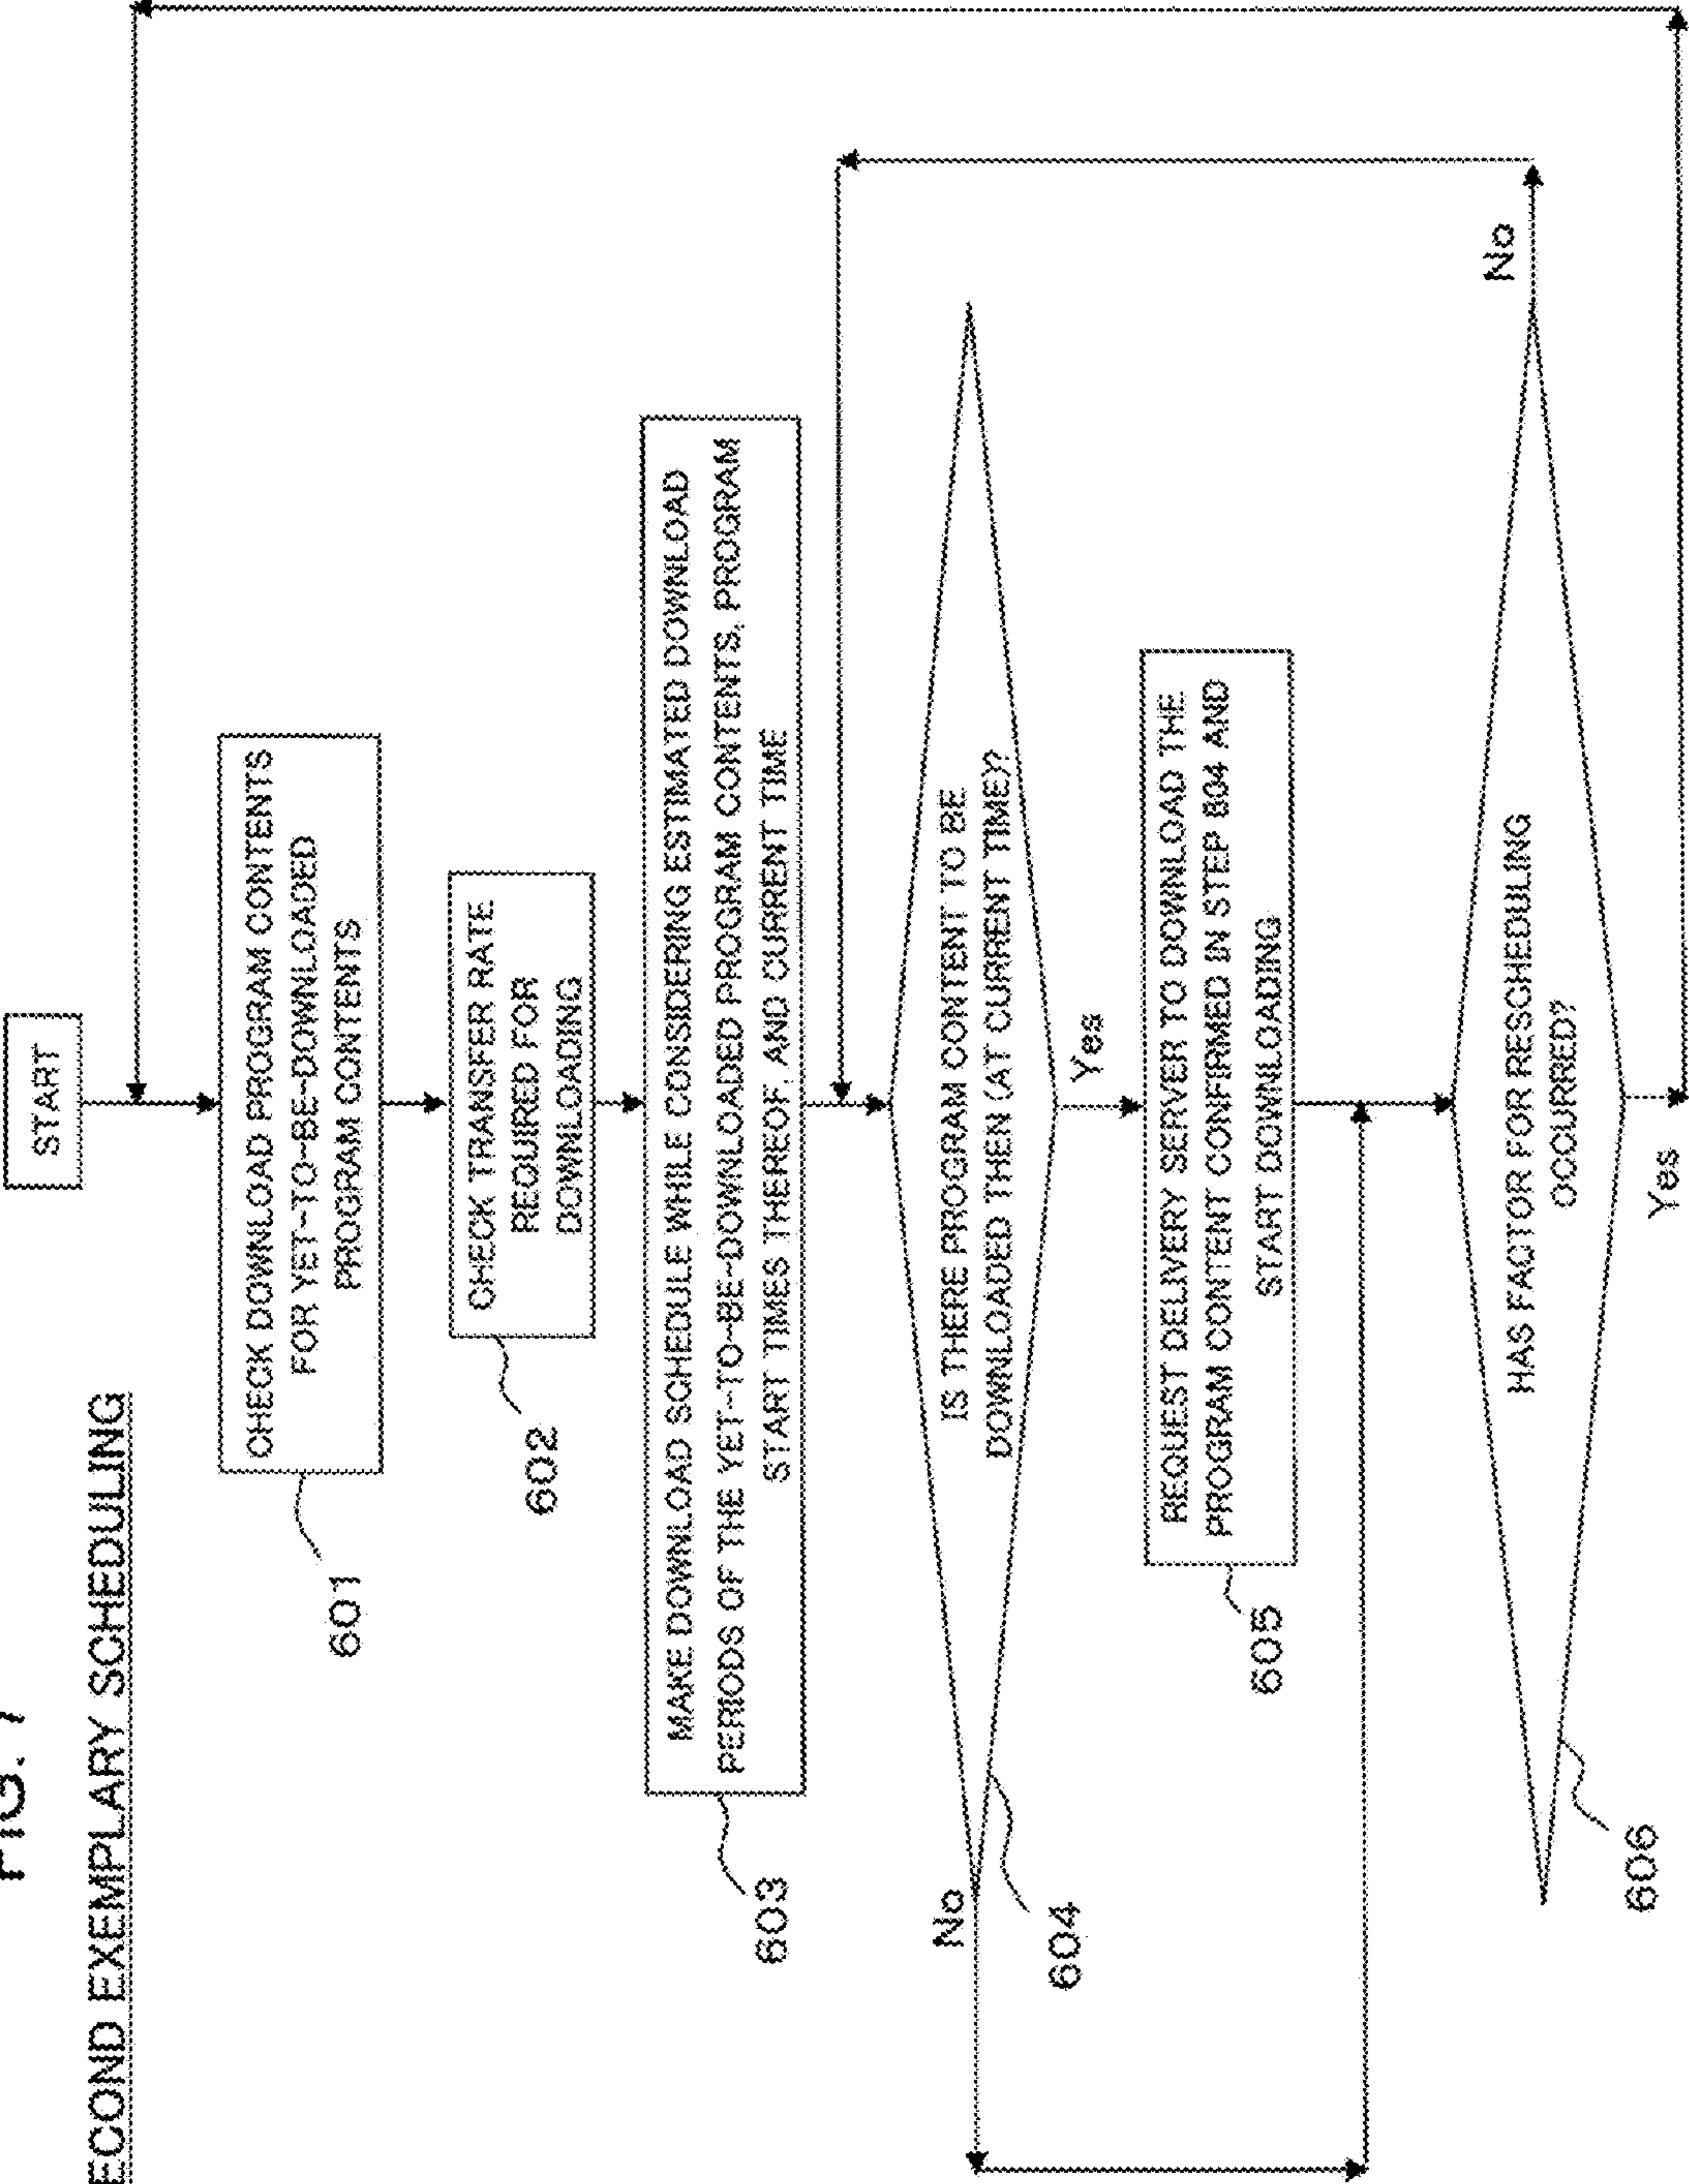 FIG. 7
ECOND EXEMPLARY SCHEDULING
START
CHECK DOWNLOAD PROGRAM CONTENTS
FOR YET-TO-BE-DOWNLOADED
PROGRAM CONTENTS
601
CHECK TRANSFER RATE
REQUIRED FOR
DOWNLOADING
602
MAKE DOWNLOAD SCHEDULE WHILE CONSIDERING ESTIMATED DOWNLOAD
PERIODS OF THE YET-TO-BE-DOWNLOADED PROGRAM CONTENTS, PROGRAM
START TIMES THEREOF, AND CURRENT TIME
603
IS THERE PROGRAM CONTENT TO BE
DOWNLOADED THEN (AT CURRENT TIME)?
No
604
Yes
REQUEST DELIVERY SERVER TO DOWNLOAD THE
PROGRAM CONTENT CONFIRMED IN STEP 804 AND
START DOWNLOADING
605
HAS FACTOR FOR RESCHEDULING
OCCURRED?
No
606
Yes